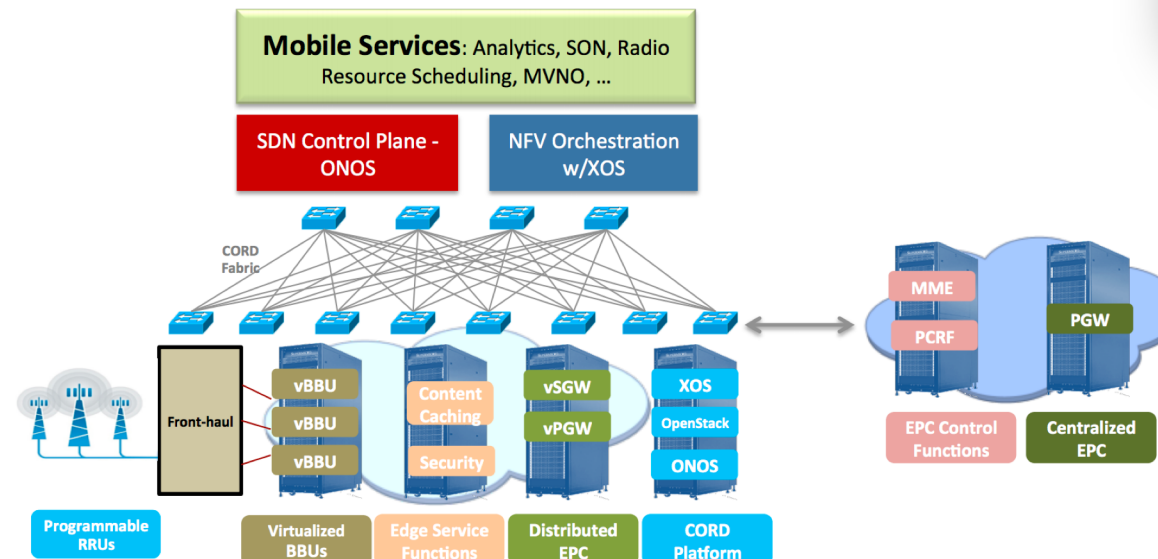 Mobile Services: Analytics, SON, Radio
Resource Scheduling, MVNO, ...
SDN Control Plane -
ONOS
NFV Orchestration
w/XOS
CORD
Fabric
MME
PCRF
PGW
Front-haul
vBBU
vBBU
vBBU
Content
Caching
Security
vSGW
vPGW
XOS
OpenStack
ONOS
EPC Control
Functions
Centralized
EPC
Programmable
RRUs
Virtualized
BBUs
Edge Service
Functions
Distributed
EPC
CORD
Platform